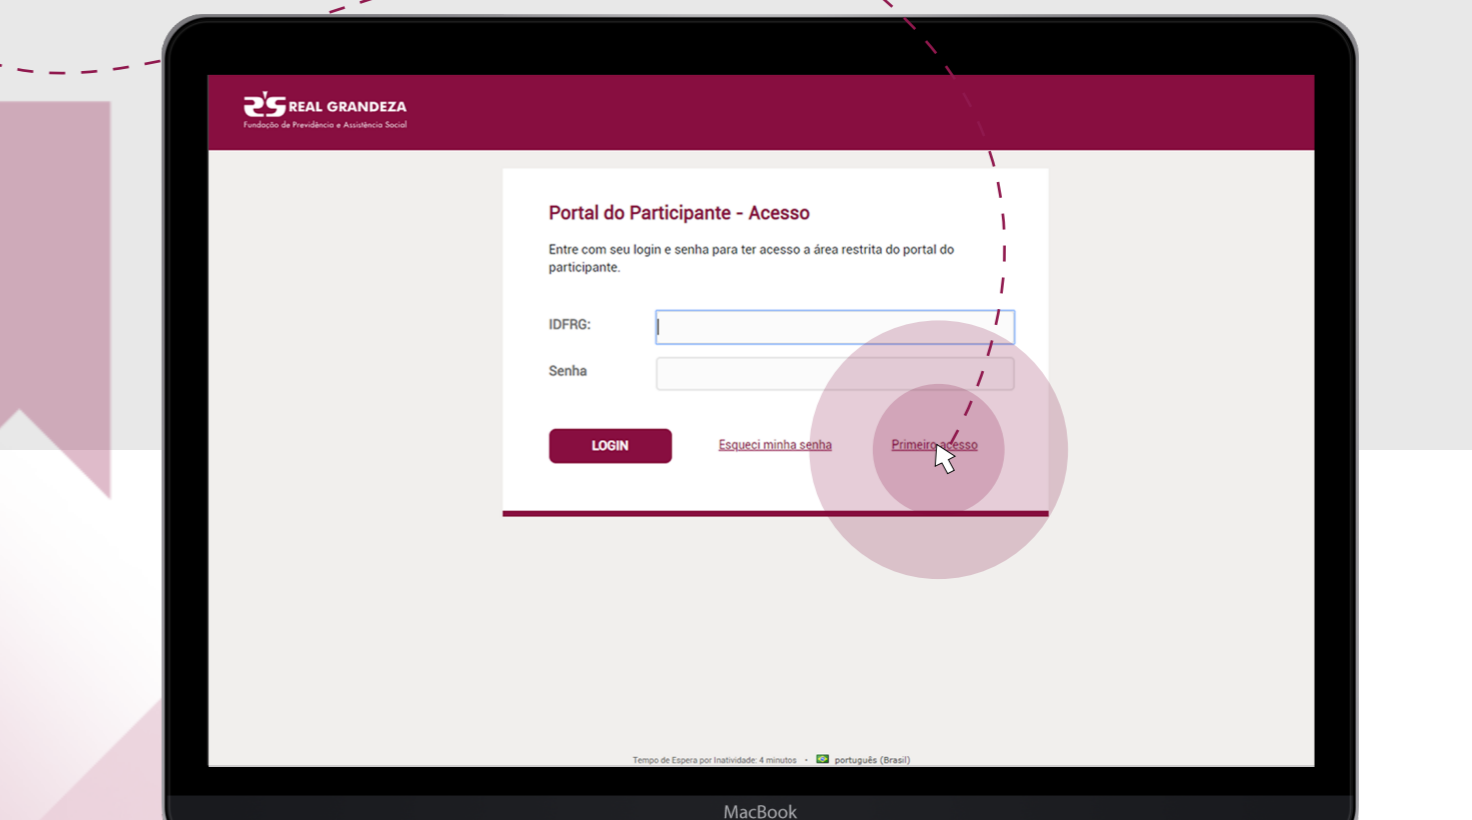 REAL GRANDEZA
Fundação de Previdência e Assistência Social
Portal do Participante - Acesso
Entre com seu login e senha para ter acesso a área restrita do portal do
participante.
IDFRG:
Senha
LOGIN Esqueci minha senha Primeiro acesso
Tempo de Espera por Inatividade: 4 minutos - português (Brasil)
MacBook